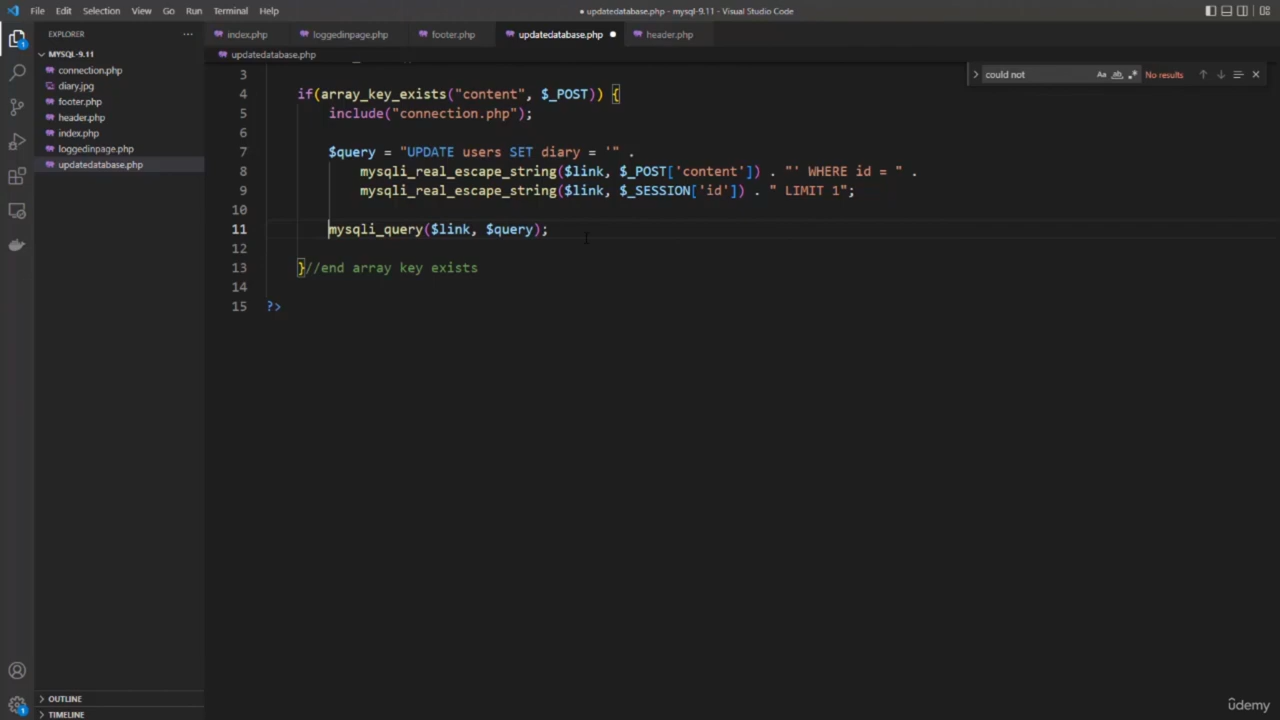 File Edit Selection View Go Run Terminal Help
● updatedatabase.php - mysql-9.11 - Visual Studio Code
EXPLORER ···
MYSQL-9.11
connection.php
diary.jpg
footer.php
header.php
index.php
loggedinpage.php
updatedatabase.php
OUTLINE
TIMELINE
1
1
index.php loggedinpage.php footer.php updatedatabase.php ● header.php
updatedatabase.php
could not Aa ab .* No results
3
4 if(array_key_exists("content", $_POST)) {
5 include("connection.php");
6
7 $query = "UPDATE users SET diary = '" .
8 mysqli_real_escape_string($link, $_POST['content']) . "' WHERE id = " .
9 mysqli_real_escape_string($link, $_SESSION['id']) . " LIMIT 1";
10
11 mysqli_query($link, $query);
12
13 }//end array key exists
14
15 ?>
ûdemy